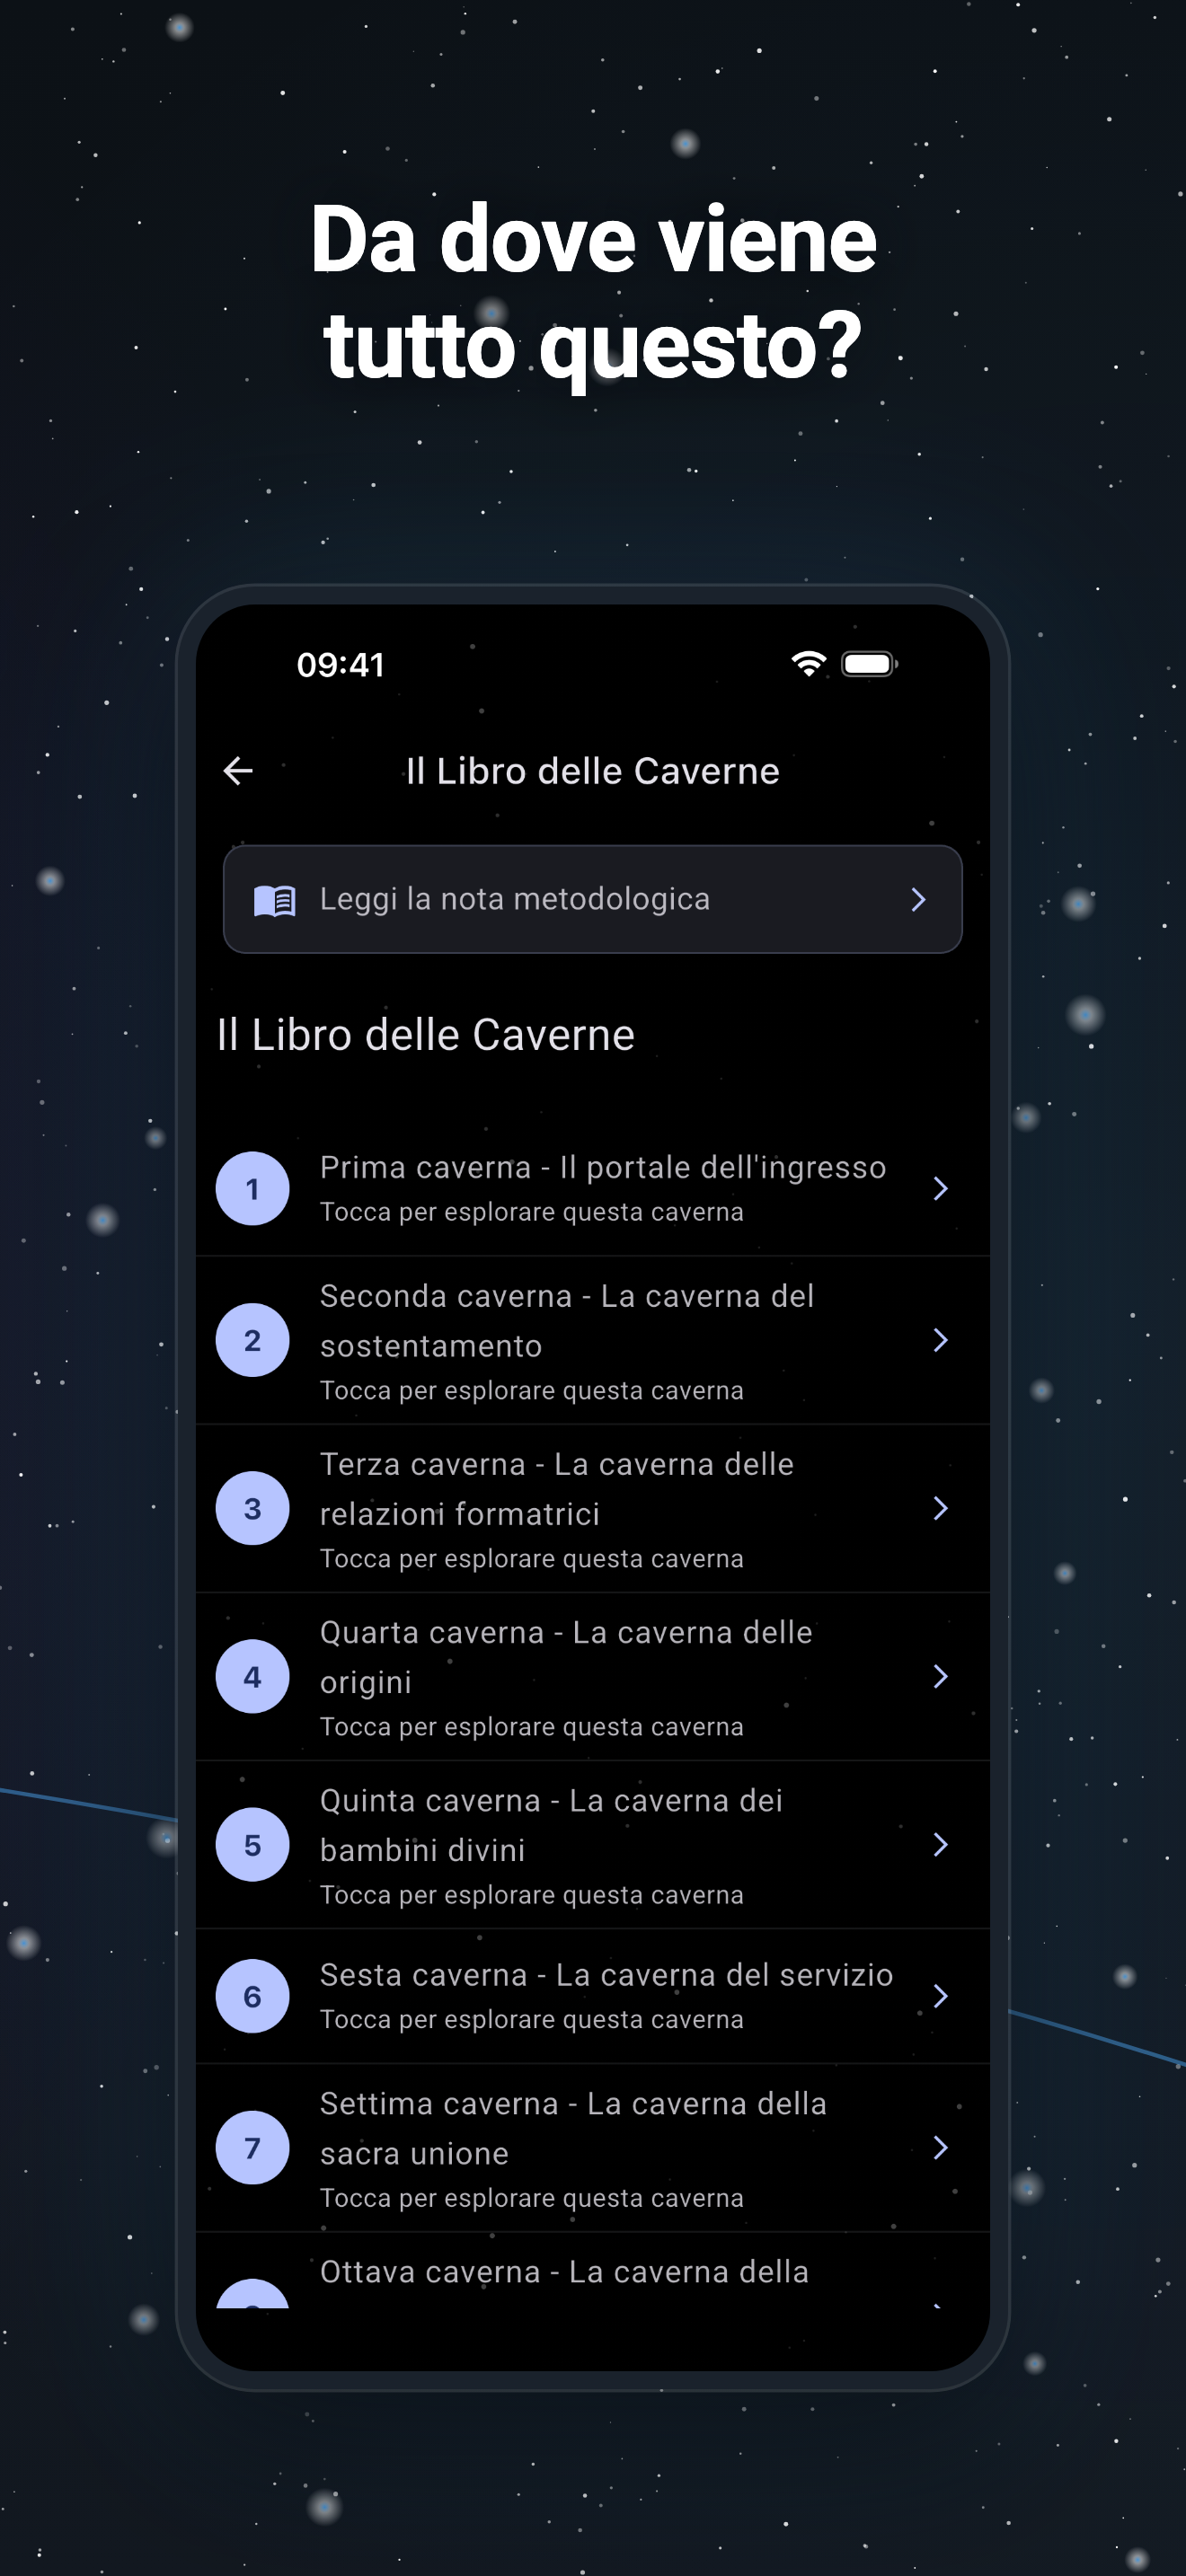 Da dove viene
tutto questo?
09:41
Il Libro delle Caverne
Leggi la nota metodologica
Il Libro delle Caverne
1
Prima caverna - Il portale dell'ingresso
Tocca per esplorare questa caverna
2
Seconda caverna - La caverna del
sostentamento
Tocca per esplorare questa caverna
3
Terza caverna - La caverna delle
relazioni formatrici
Tocca per esplorare questa caverna
4
Quarta caverna - La caverna delle
origini
Tocca per esplorare questa caverna
5
Quinta caverna - La caverna dei
bambini divini
Tocca per esplorare questa caverna
6
Sesta caverna - La caverna del servizio
Tocca per esplorare questa caverna
7
Settima caverna - La caverna della
sacra unione
Tocca per esplorare questa caverna
Ottava caverna - La caverna della